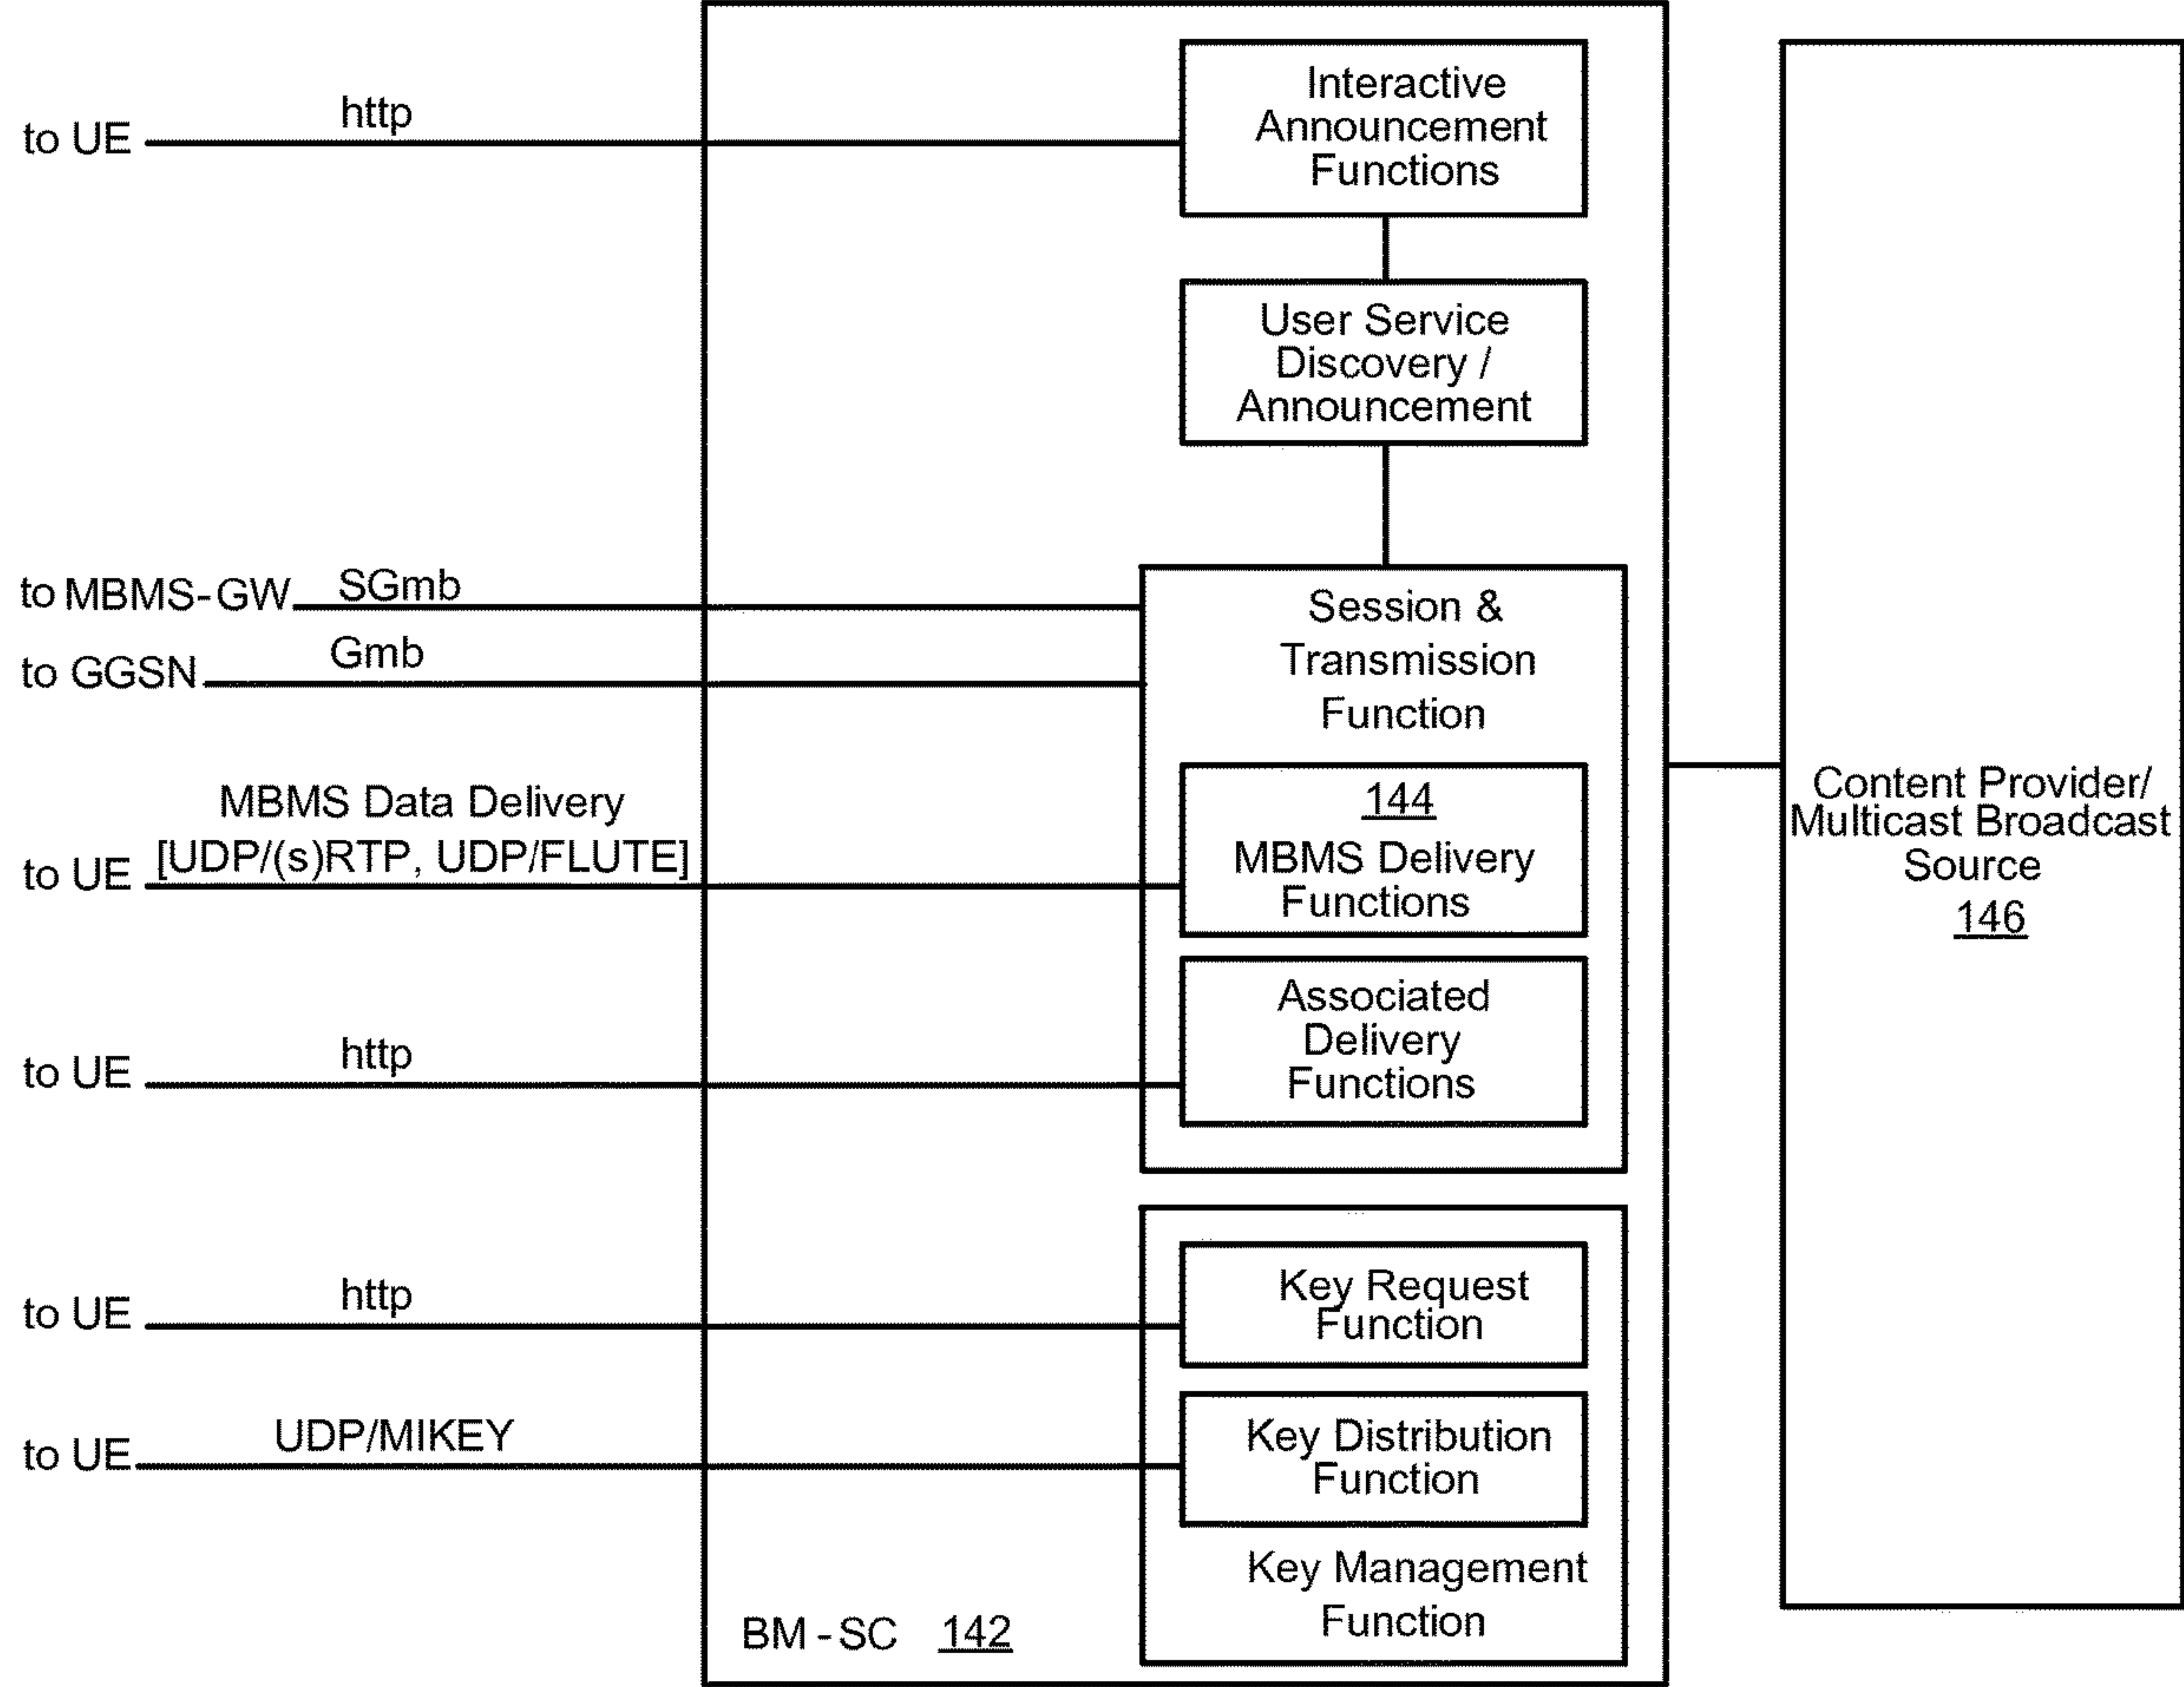 to UE
http
Interactive
Announcement
Functions
User Service
Discovery /
Announcement
to MBMS-GW
SGmb
to GGSN
Gmb
Session &
Transmission
Function
MBMS Data Delivery
[UDP/(s)RTP, UDP/FLUTE]
to UE
144
MBMS Delivery
Functions
to UE
http
Associated
Delivery
Functions
to UE
http
Key Request
Function
to UE
UDP/MIKEY
Key Distribution
Function
Key Management
Function
BM-SC 142
Content Provider/
Multicast Broadcast
Source
146